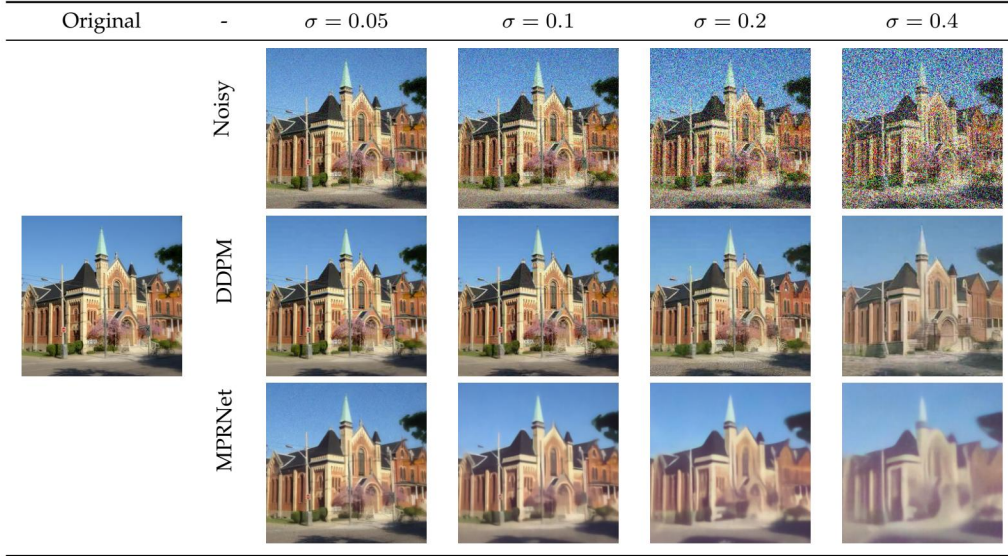 Original - σ = 0.05 σ = 0.1 σ = 0.2 σ = 0.4
Noisy
DDPM
MPRNet